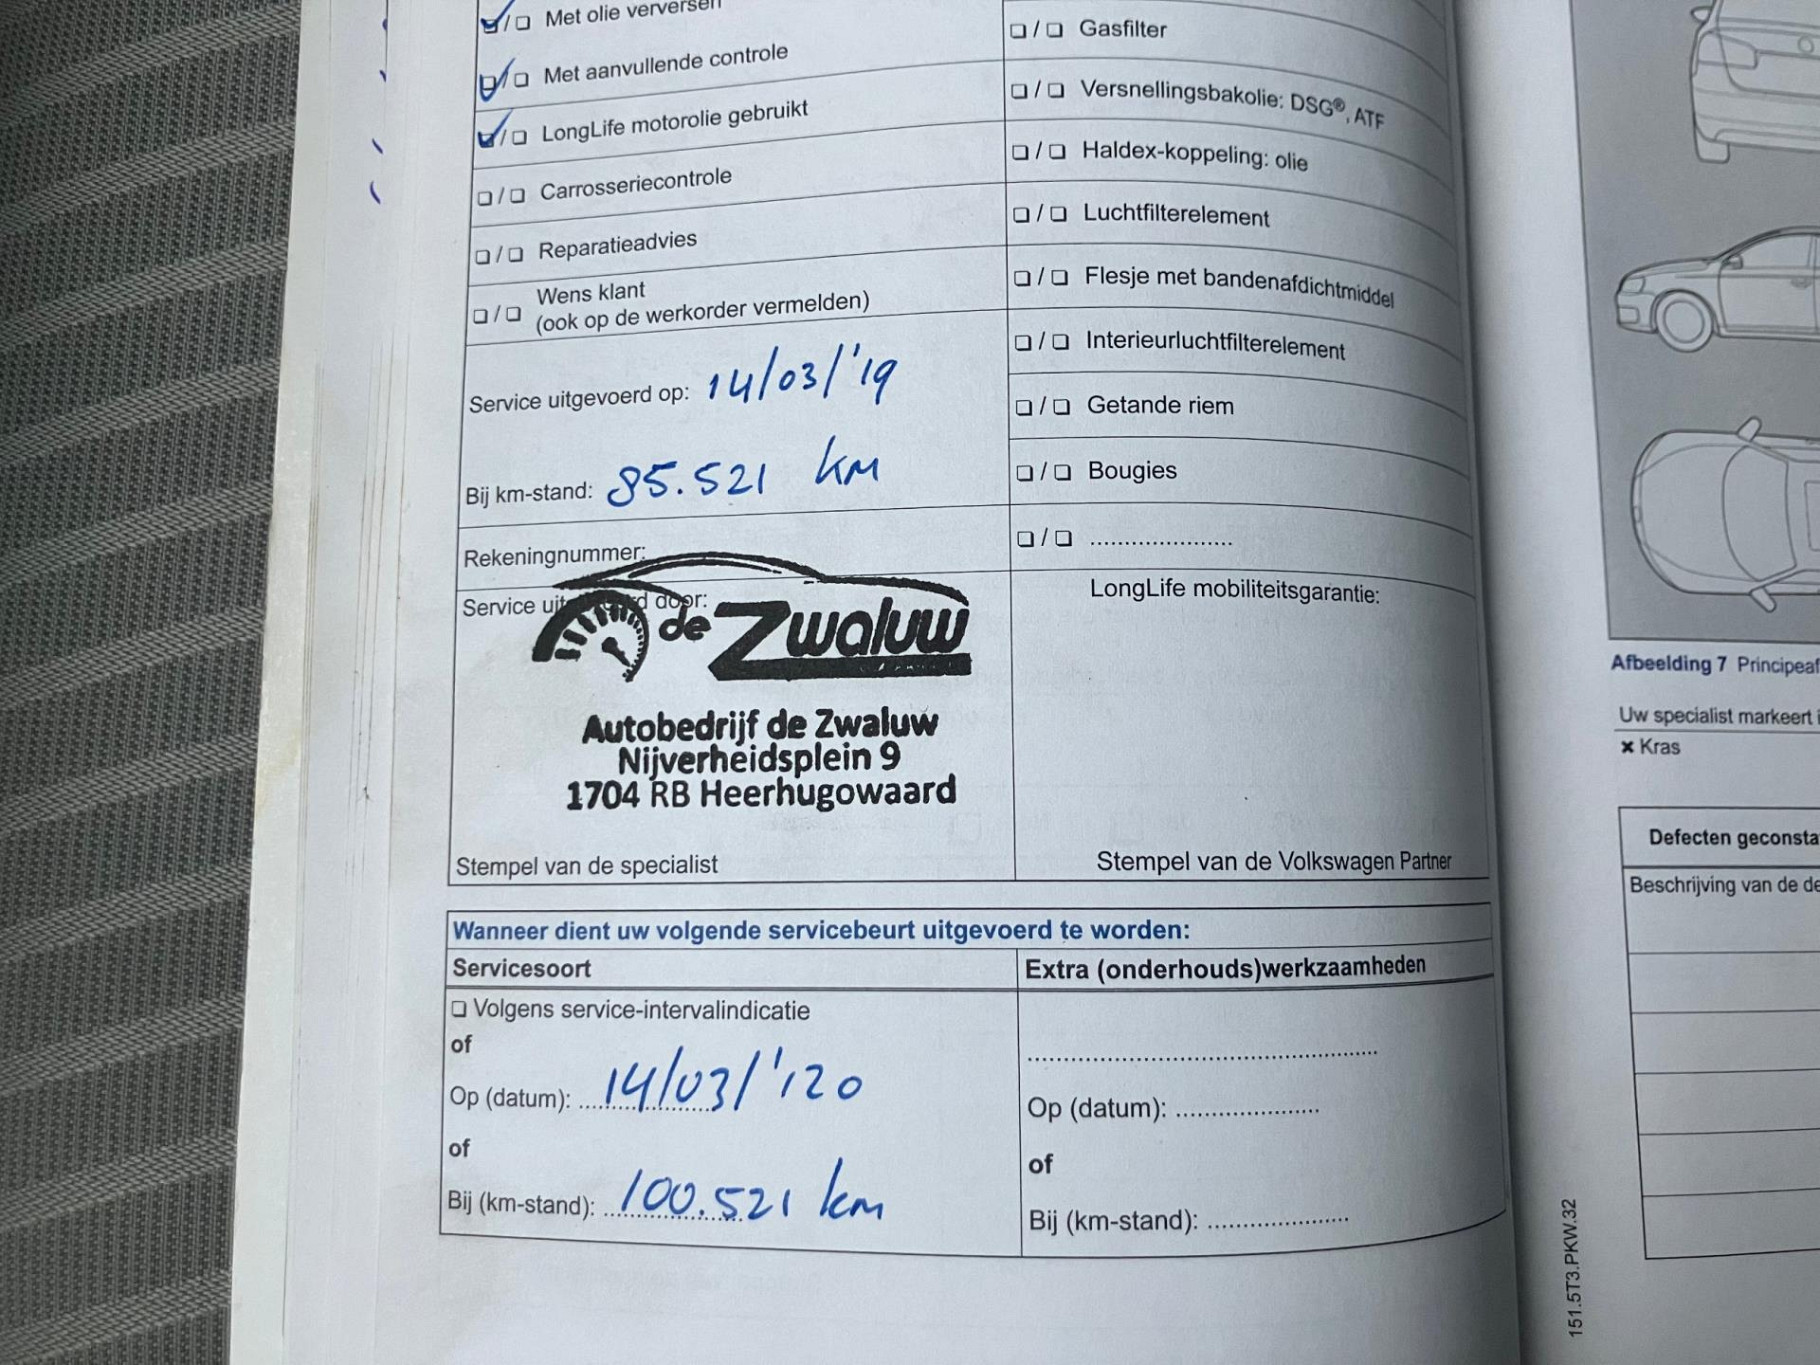 ❏/❏ Met olie verversen
❏/❏ Met aanvullende controle
❏/❏ LongLife motorolie gebruikt
❏/❏ Carrosseriecontrole
❏/❏ Reparatieadvies
❏/❏ Wens klant
(ook op de werkorder vermelden)
Service uitgevoerd op: 14/03/'19
Bij km-stand: 85.521 km
Rekeningnummer:
Service uitgevoerd door:
de Zwaluw
Autobedrijf de Zwaluw
Nijverheidsplein 9
1704 RB Heerhugowaard
Stempel van de specialist
❏/❏ Gasfilter
❏/❏ Versnellingsbakolie: DSG®, ATF
❏/❏ Haldex-koppeling: olie
❏/❏ Luchtfilterelement
❏/❏ Flesje met bandenafdichtmiddel
❏/❏ Interieurluchtfilterelement
❏/❏ Getande riem
❏/❏ Bougies
❏/❏ ......................
LongLife mobiliteitsgarantie:
Stempel van de Volkswagen Partner
Wanneer dient uw volgende servicebeurt uitgevoerd te worden:
Servicesoort
❏ Volgens service-intervalindicatie
of
Op (datum): 14/03/'20
of
Bij (km-stand): 100.521 km
Extra (onderhouds)werkzaamheden
Op (datum): ......................
of
Bij (km-stand): ......................
151.5T3.PKW.32
Afbeelding 7
Uw specialist markeert
× Kras
Defecten
Beschrijving van de